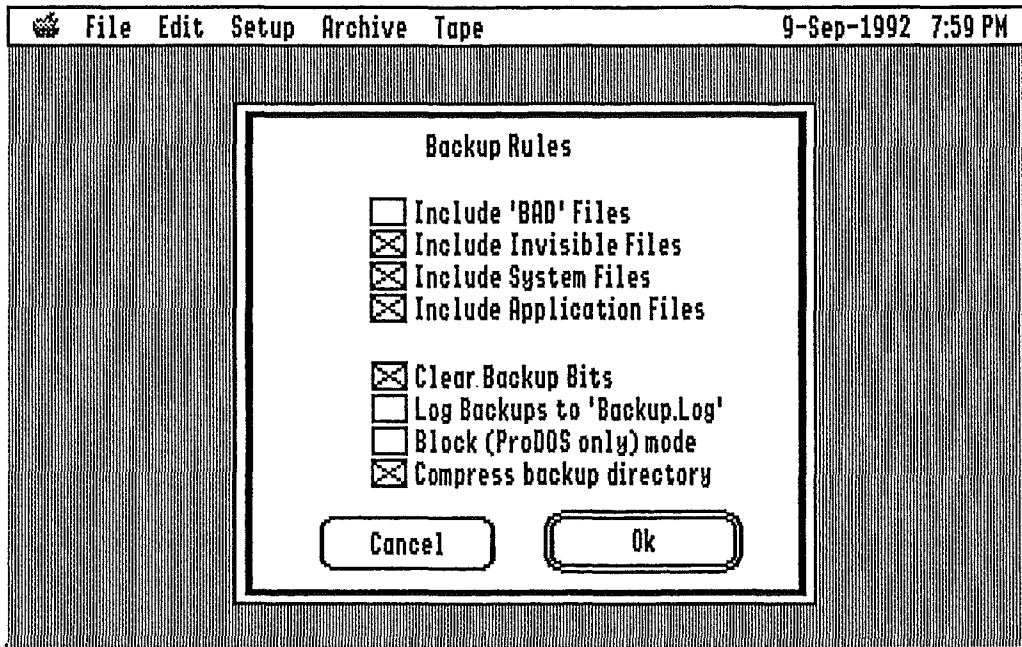 File Edit Setup Archive Tape 9-Sep-1992 7:59 PM
Backup Rules
Include 'BAD' Files
Include Invisible Files
Include System Files
Include Application Files
Clear Backup Bits
Log Backups to 'Backup.Log'
Block (ProDOS only) mode
Compress backup directory
Cancel Ok